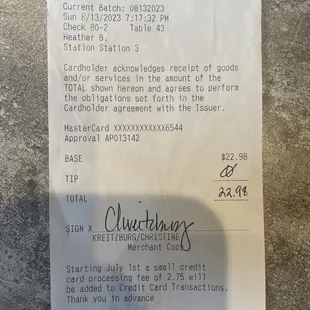 Current Batch: 08132023
Sun 8/13/2023 7:17:32 PM
Check 80-2 Table 43
Heather B.
Station Station 3
Cardholder acknowledges receipt of goods
and/or services in the amount of the
TOTAL shown hereon and agrees to perform
the obligations set forth in the
Cardholder agreement with the Issuer.
MasterCard XXXXXXXXXXXX6544
Approval AP013142
BASE $22.98
TIP 0
TOTAL 22.98
SIGN X
KREITZBURG/CHRISTINE
Merchant Copy
Starting July 1st a small credit
card processing fee of 2.75 will
be added to Credit Card Transactions.
Thank you in advance